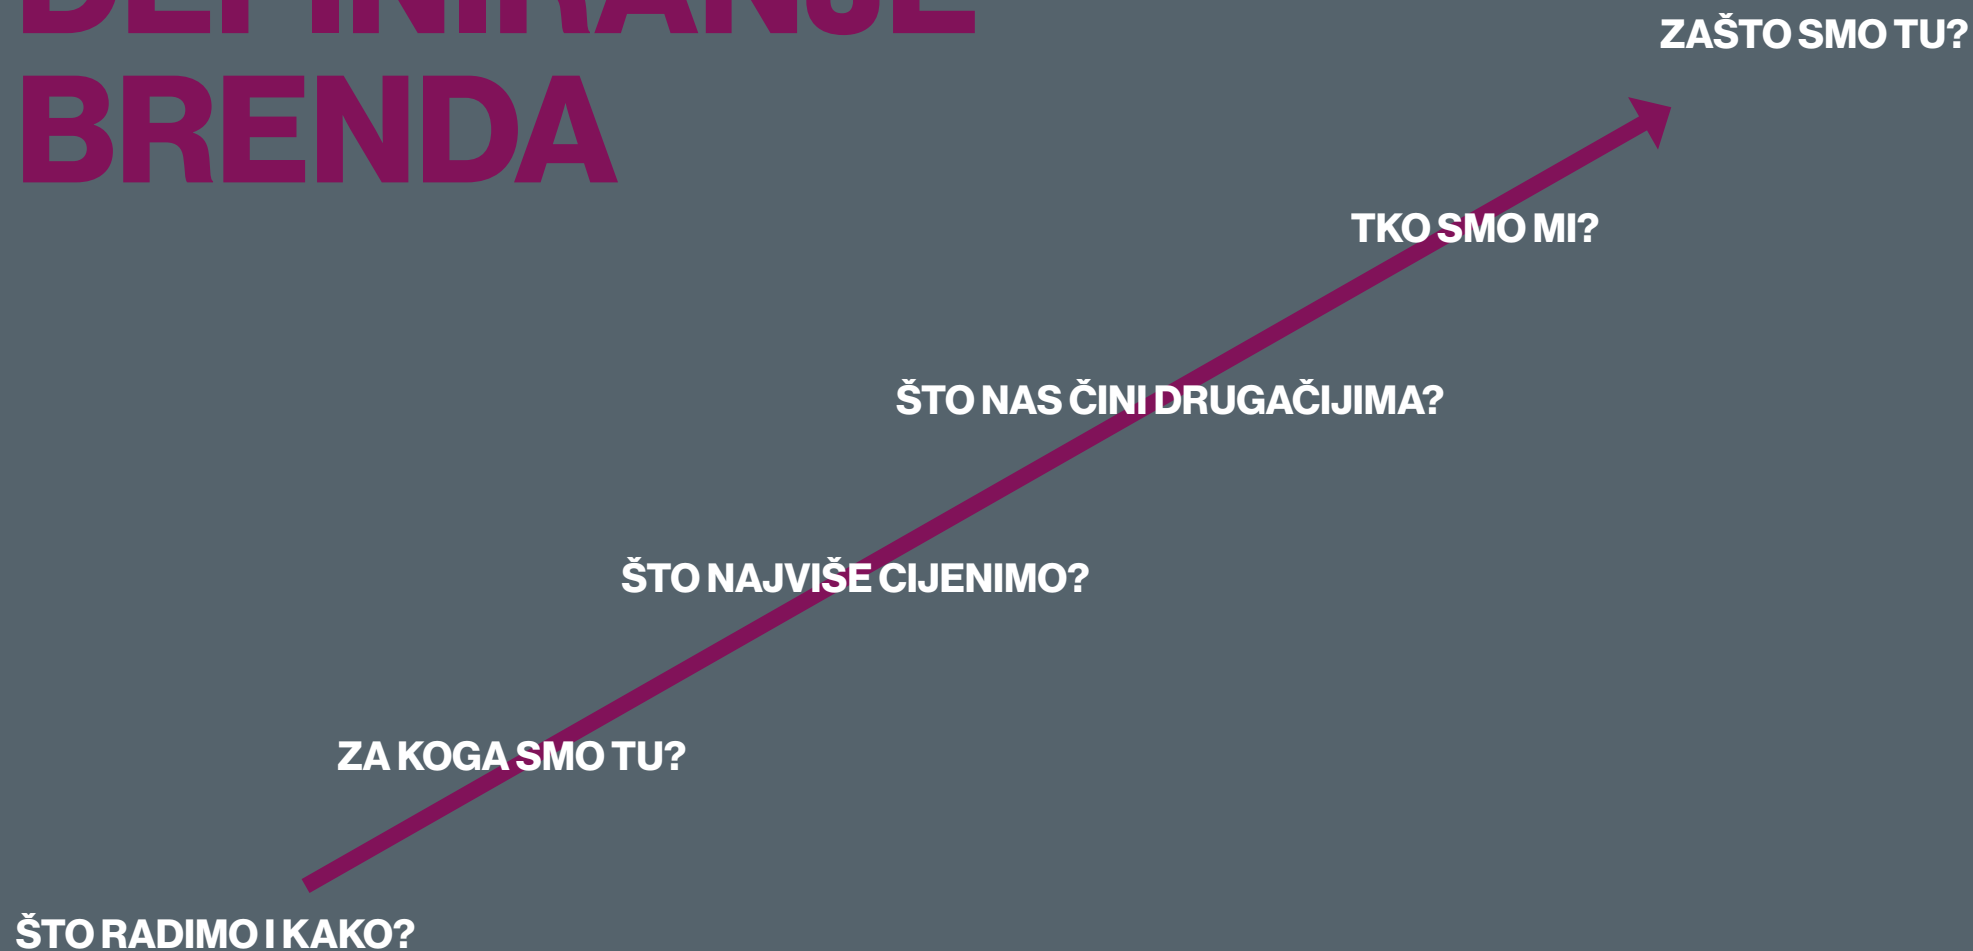 DEFINIRANJE
BRENDA
ZAŠTO SMO TU?
TKO SMO MI?
ŠTO NAS ČINI DRUGAČIJIMA?
ŠTO NAJVIŠE CIJENIMO?
ZA KOGA SMO TU?
ŠTO RADIMO I KAKO?